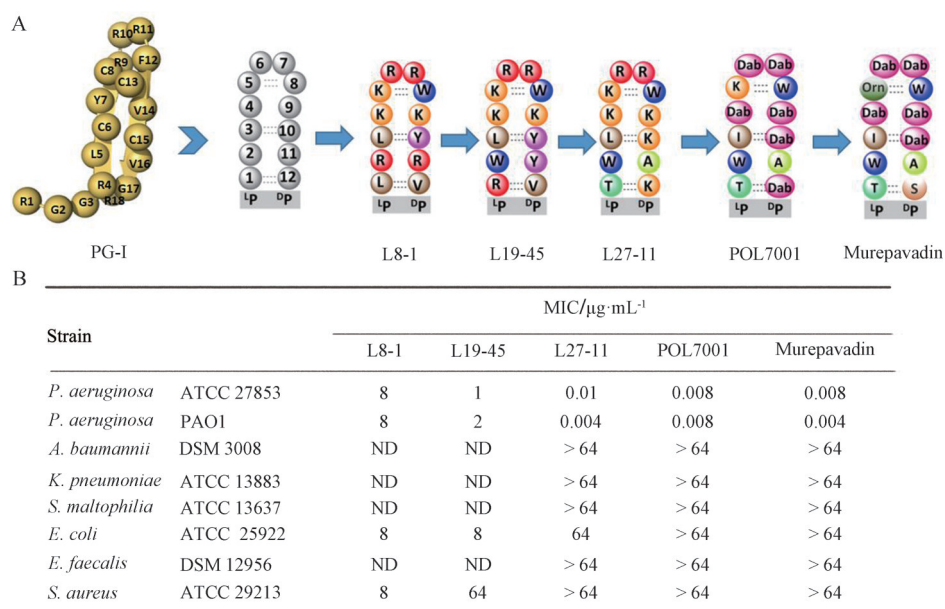 A
R10 R11
R9 F12
C8 C13
Y7 V14
C6 C15
L5 V16
R4 G17
R1 G2 G3 R18
6 7
5 8
4 9
3 10
2 11
1 12
LP DP
R R
K W
K K
L Y
R R
L V
LP DP
R R
K W
K K
L Y
W Y
R V
LP DP
R R
K W
K K
L K
W A
T K
LP DP
Dab Dab
K W
Dab Dab
I Dab
W A
T Dab
LP DP
Dab Dab
Orn W
Dab Dab
I Dab
W A
T S
LP DP
PG-I L8-1 L19-45 L27-11 POL7001 Murepavadin
B
MIC/μg·mL⁻¹
Strain
L8-1 L19-45 L27-11 POL7001 Murepavadin
P. aeruginosa ATCC 27853 8 1 0.01 0.008 0.008
P. aeruginosa PAO1 8 2 0.004 0.008 0.004
A. baumannii DSM 3008 ND ND > 64 > 64 > 64
K. pneumoniae ATCC 13883 ND ND > 64 > 64 > 64
S. maltophilia ATCC 13637 ND ND > 64 > 64 > 64
E. coli ATCC 25922 8 8 64 > 64 > 64
E. faecalis DSM 12956 ND ND > 64 > 64 > 64
S. aureus ATCC 29213 8 64 > 64 > 64 > 64